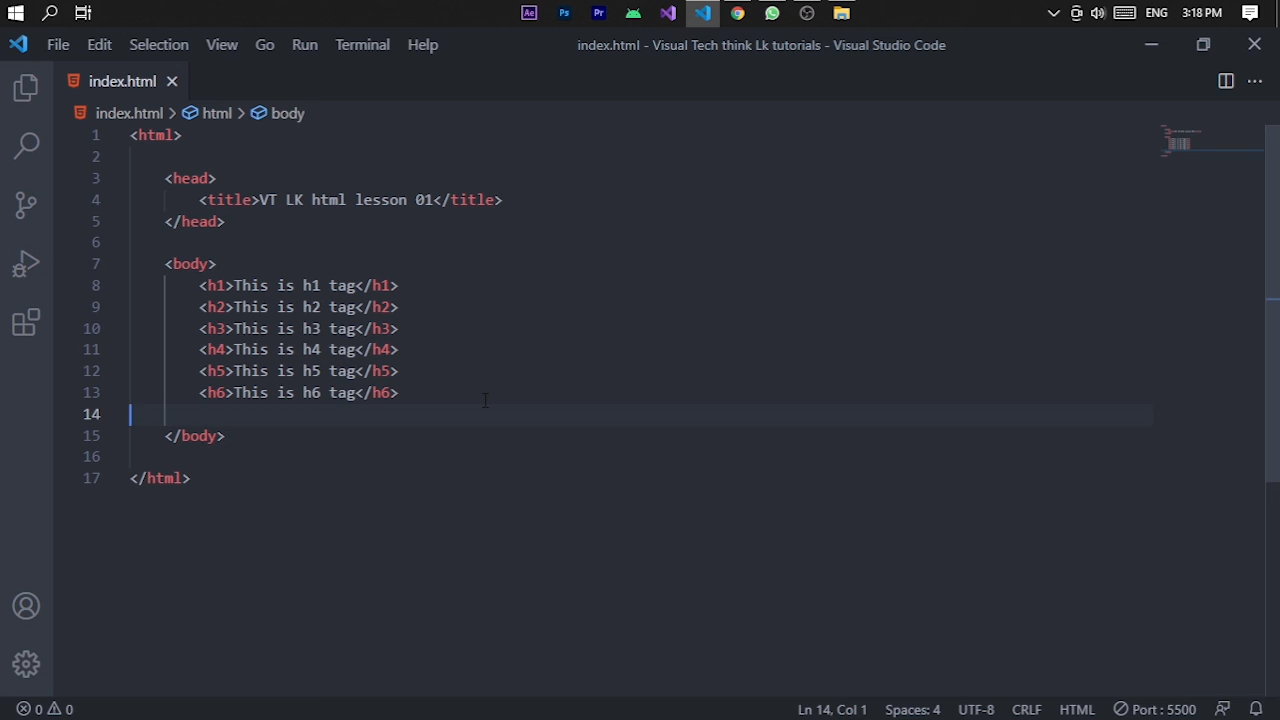 Ae Ps Pr ENG 3:18 PM
File Edit Selection View Go Run Terminal Help index.html - Visual Tech think Lk tutorials - Visual Studio Code
index.html
index.html > html > body
1 <html>
2
3 <head>
4 <title>VT LK html lesson 01</title>
5 </head>
6
7 <body>
8 <h1>This is h1 tag</h1>
9 <h2>This is h2 tag</h2>
10 <h3>This is h3 tag</h3>
11 <h4>This is h4 tag</h4>
12 <h5>This is h5 tag</h5>
13 <h6>This is h6 tag</h6>
14
15 </body>
16
17 </html>
0 0 Ln 14, Col 1 Spaces: 4 UTF-8 CRLF HTML Port : 5500